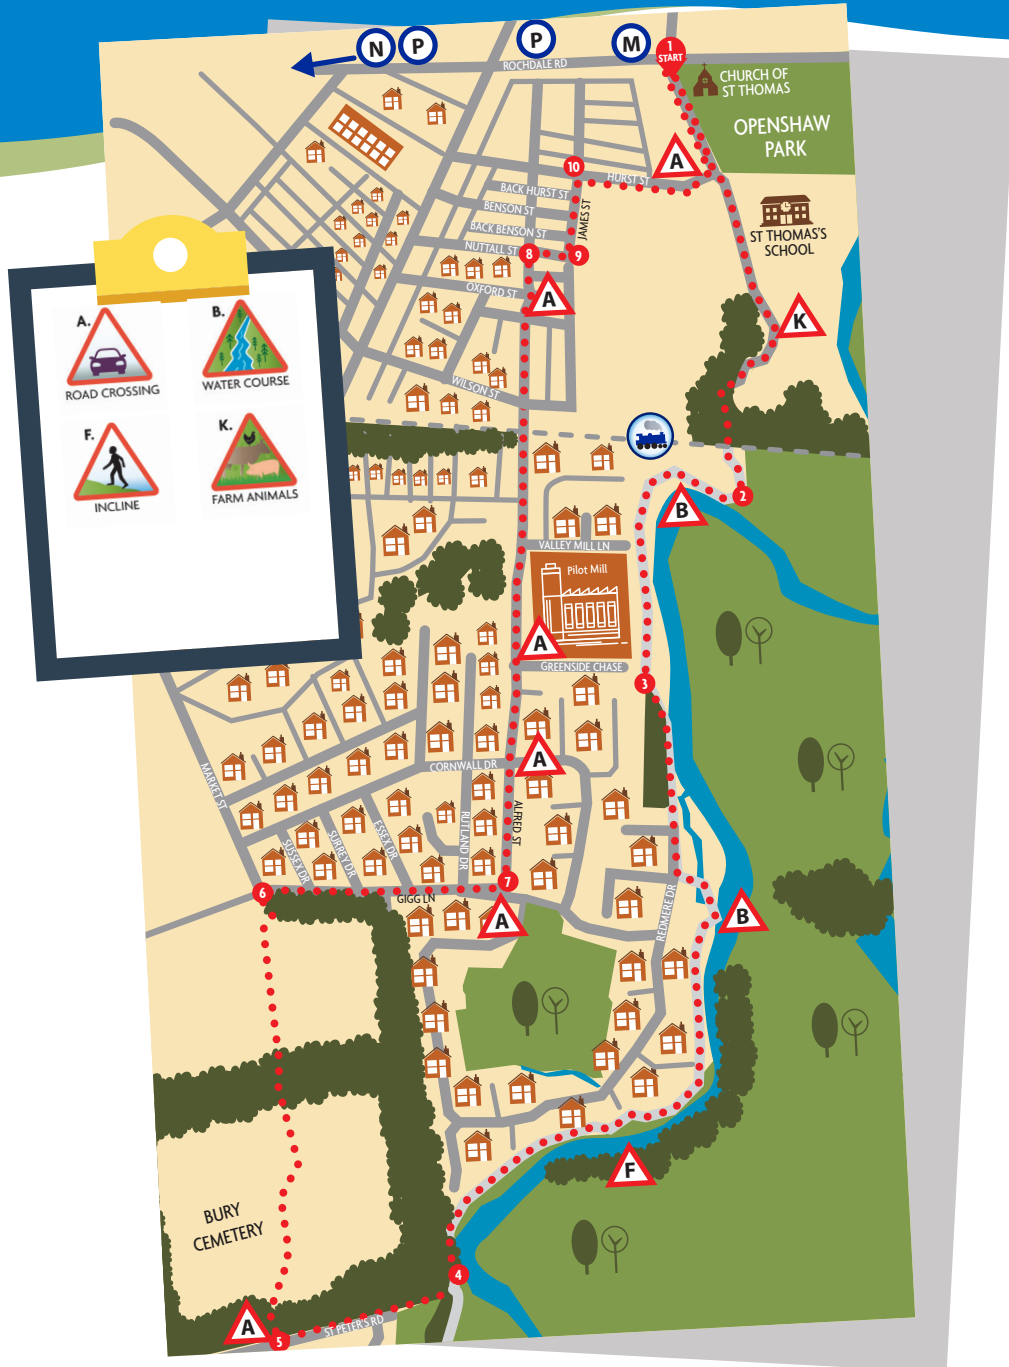 N
P
P
M
1
START
ROCHDALE RD
CHURCH OF
ST THOMAS
OPENSHAW
PARK
A
10
HURST ST
BACK HURST ST
BENSON ST
JAMES ST
BACK BENSON ST
NUTTALL ST
8
9
ST THOMAS'S
SCHOOL
OXFORD ST
A
K
WILSON ST
A.
ROAD CROSSING
B.
WATER COURSE
F.
INCLINE
K.
FARM ANIMALS
2
B
VALLEY MILL LN
Pilot Mill
A
GREENSIDE CHASE
3
A
CORNWALL DR
MARKET ST
ALFRED ST
RUTLAND DR
ESSEX DR
SURREY DR
SUSSEX DR
7
6
GIGG LN
A
REDMERE DR
B
F
BURY
CEMETERY
4
A
5
ST PETER'S RD